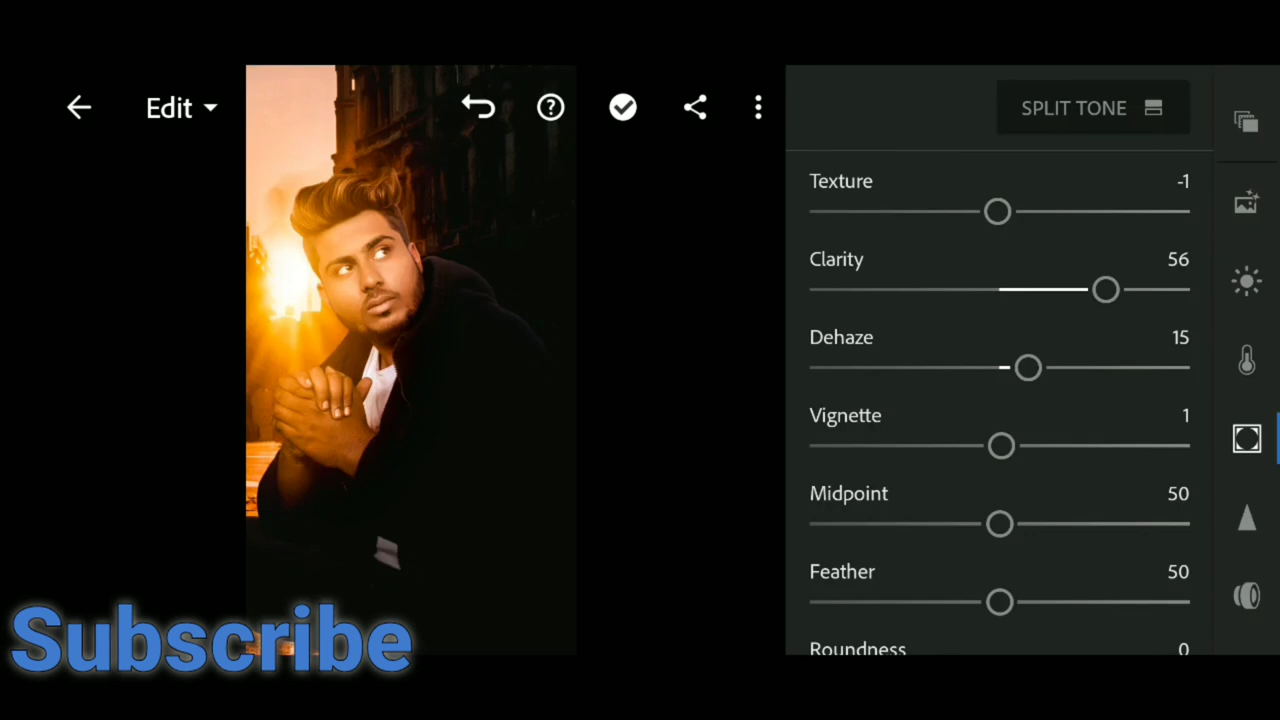 Edit
SPLIT TONE
Texture -1
Clarity 56
Dehaze 15
Vignette 1
Midpoint 50
Feather 50
Roundness 0
Subscribe